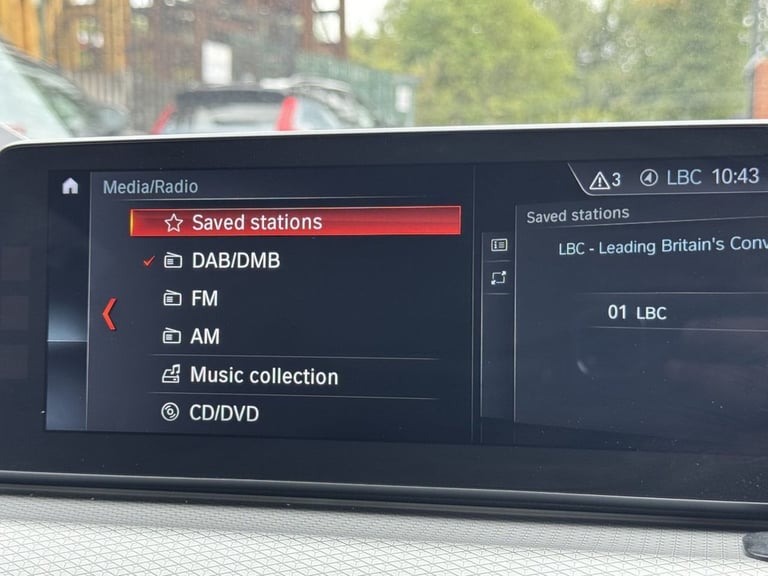 Media/Radio
3 LBC 10:43
Saved stations
DAB/DMB
FM
AM
Music collection
CD/DVD
Saved stations
LBC - Leading Britain's Conv
01 LBC